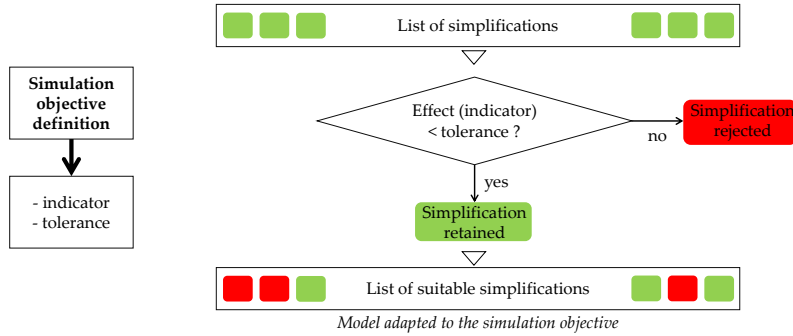 List of simplifications
Simulation
objective
definition
Effect (indicator)
< tolerance ?
no
Simplification
rejected
- indicator
- tolerance
yes
Simplification
retained
List of suitable simplifications
Model adapted to the simulation objective